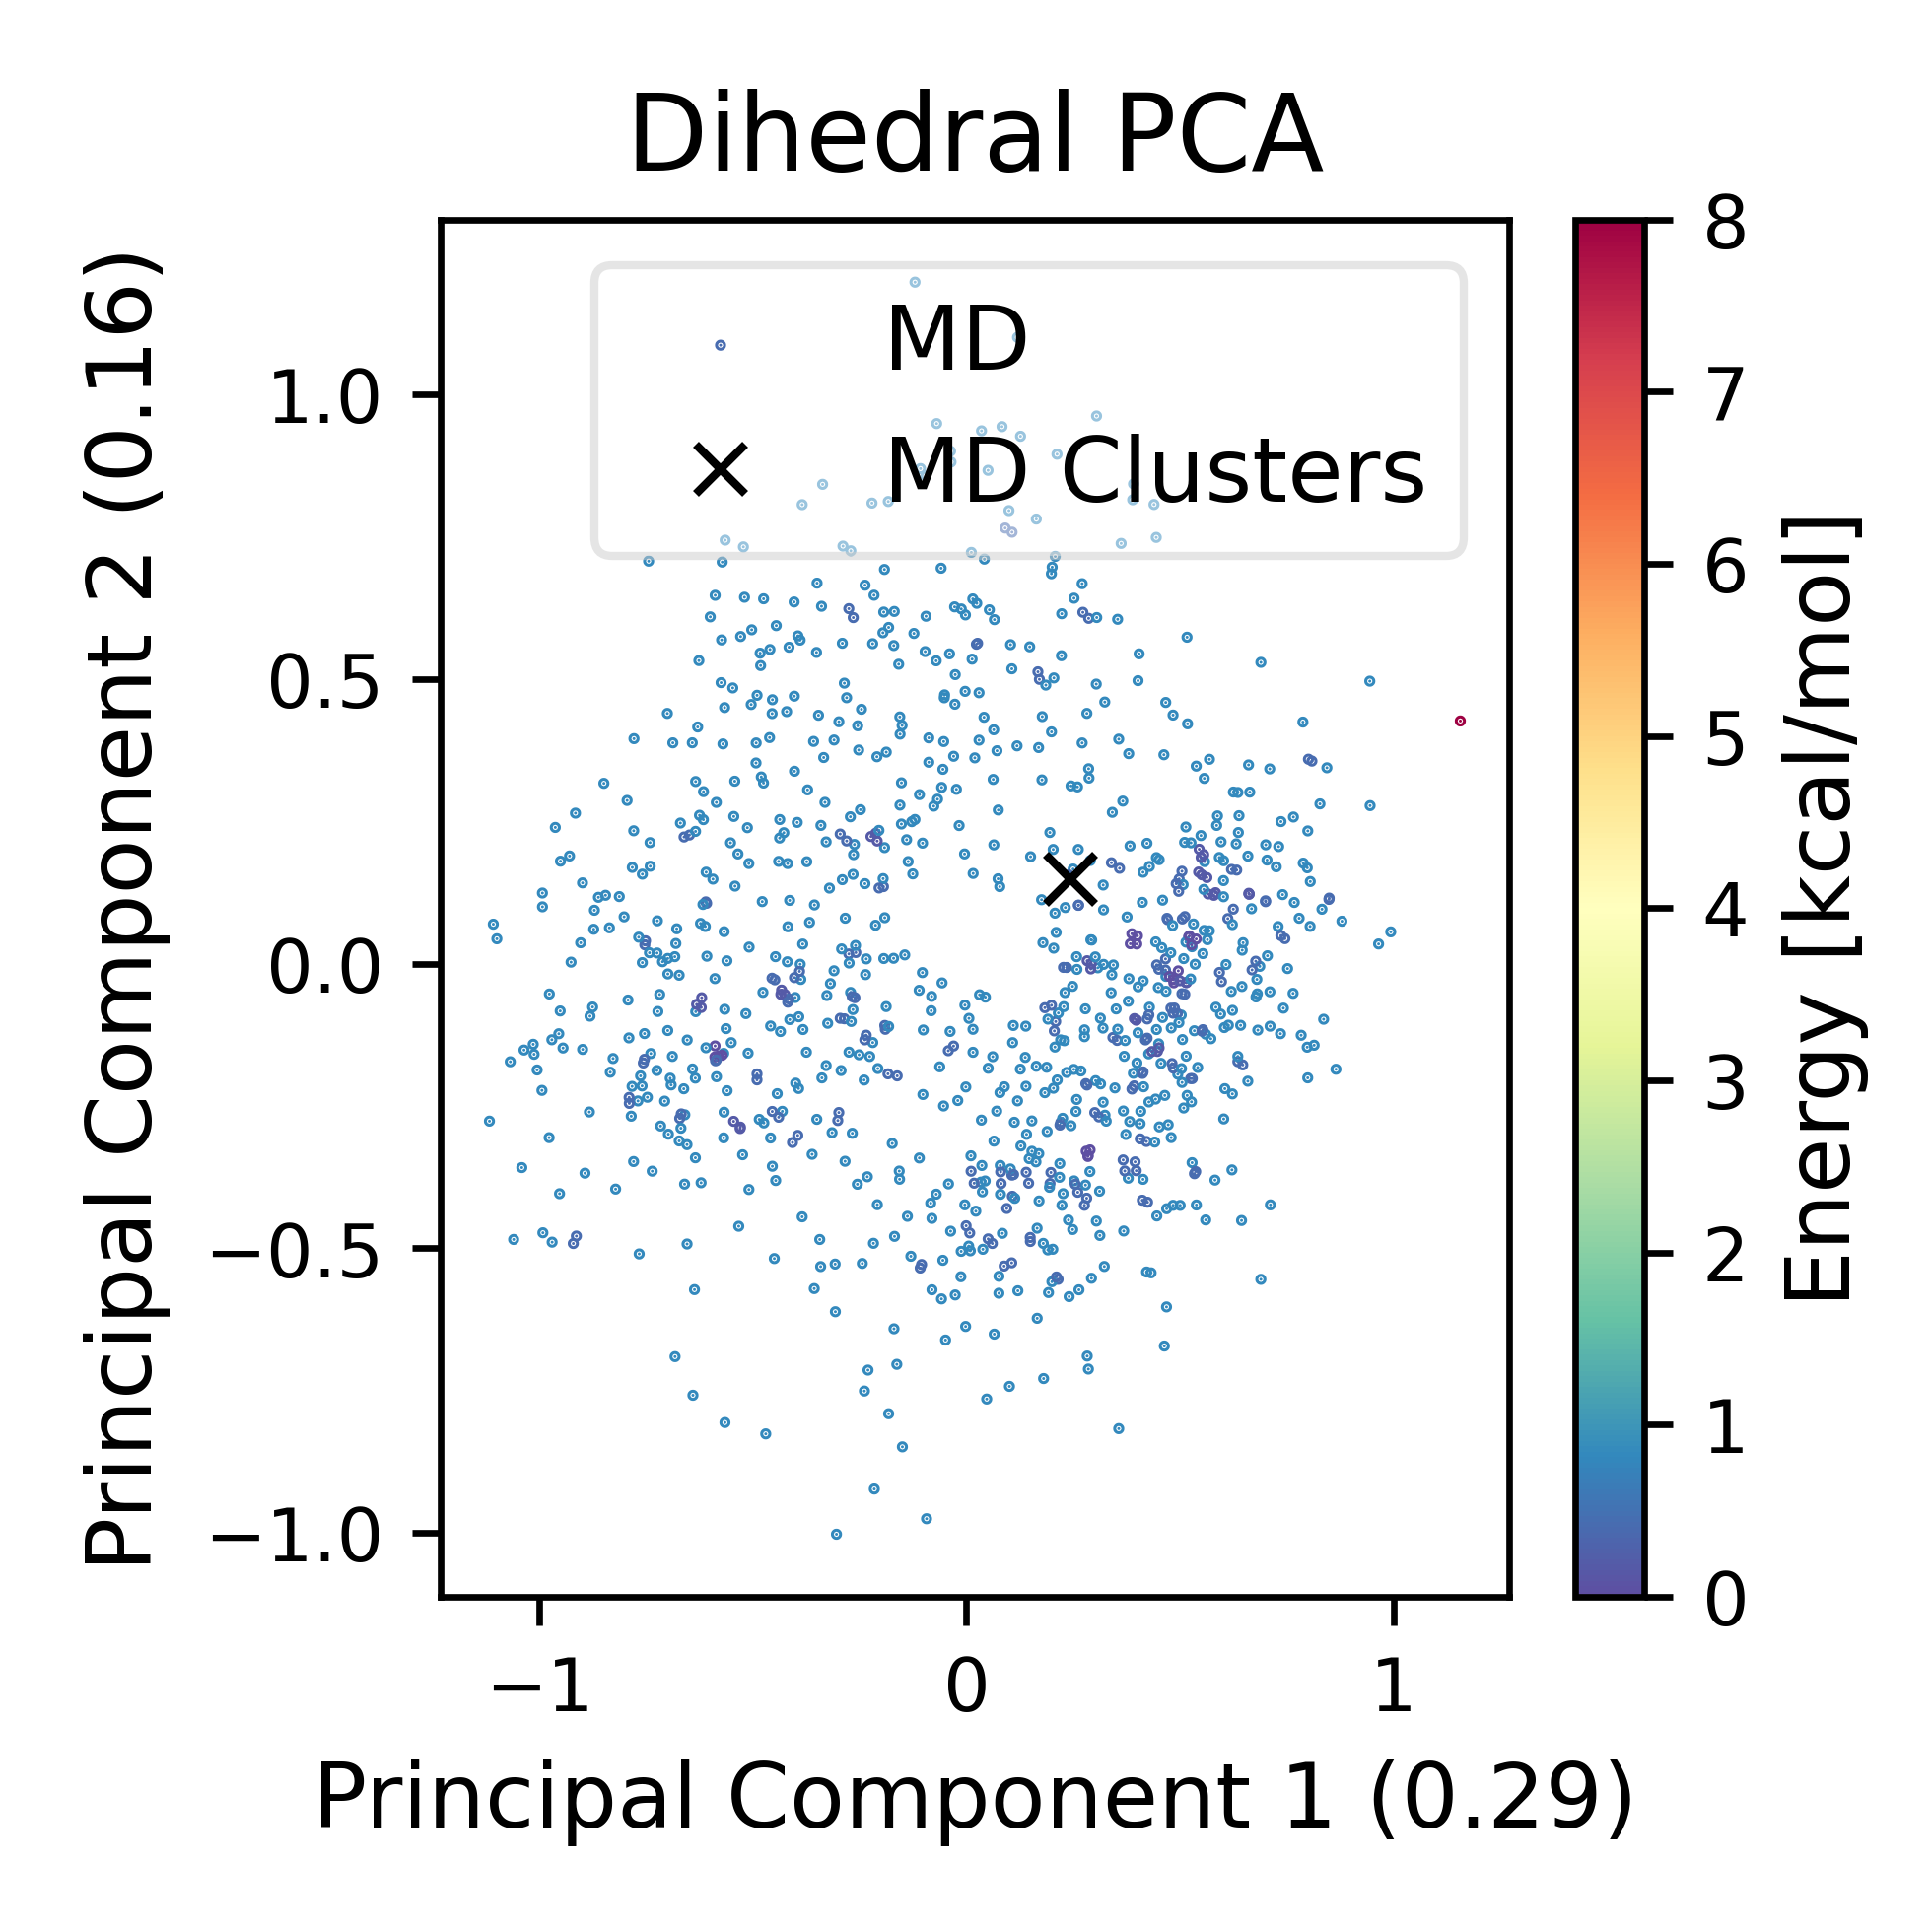 Dihedral PCA
MD
MD Clusters
Principal Component 2 (0.16)
1.0
0.5
0.0
−0.5
−1.0
−1
0
1
Principal Component 1 (0.29)
8
7
6
5
4
3
2
1
0
Energy [kcal/mol]